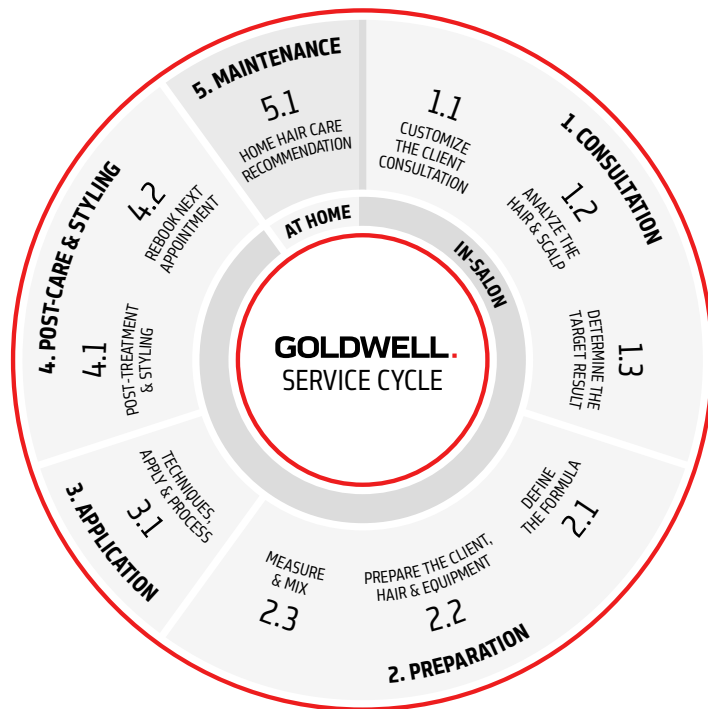 GOLDWELL.
SERVICE CYCLE
IN-SALON
AT HOME
1. CONSULTATION
1.1
CUSTOMIZE
THE CLIENT
CONSULTATION
1.2
ANALYZE THE
HAIR & SCALP
1.3
DETERMINE THE
TARGET RESULT
2. PREPARATION
2.1
DEFINE
THE FORMULA
2.2
PREPARE THE CLIENT,
HAIR & EQUIPMENT
2.3
MEASURE
& MIX
3. APPLICATION
3.1
TECHNIQUES,
APPLY & PROCESS
4. POST-CARE & STYLING
4.1
POST-TREATMENT
& STYLING
4.2
REBOOK NEXT
APPOINTMENT
5. MAINTENANCE
5.1
HOME HAIR CARE
RECOMMENDATION